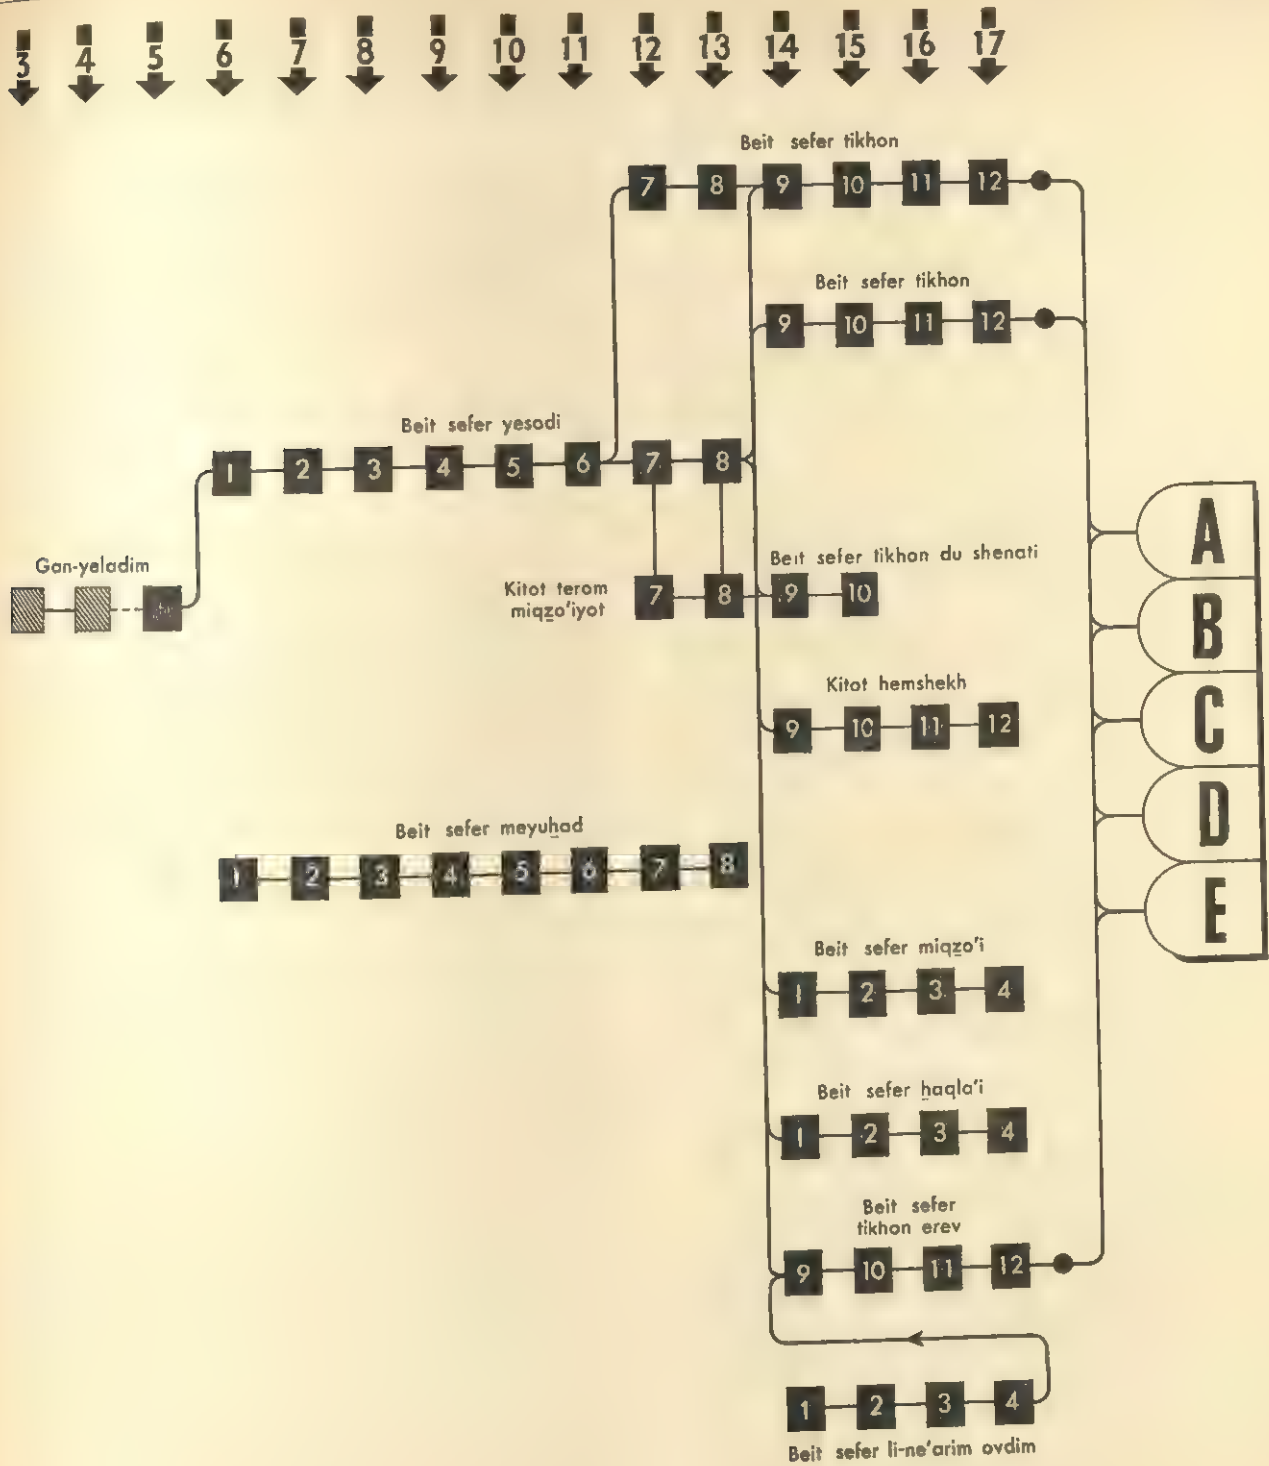 3 4 5 6 7 8 9 10 11 12 13 14 15 16 17
Beit sefer tikhon
7 8 9 10 11 12
Beit sefer tikhon
9 10 11 12
Beit sefer yesodi
1 2 3 4 5 6 7 8
Gan-yeladim
Kitot terom
miqẕo'iyot
7 8
Beit sefer tikhon du shenati
9 10
Kitot hemshekh
9 10 11 12
Beit sefer meyuẖad
1 2 3 4 5 6 7 8
Beit sefer miqẕo'i
1 2 3 4
Beit sefer ẖaqla'i
1 2 3 4
Beit sefer
tikhon erev
9 10 11 12
1 2 3 4
Beit sefer li-ne'arim ovdim
A
B
C
D
E